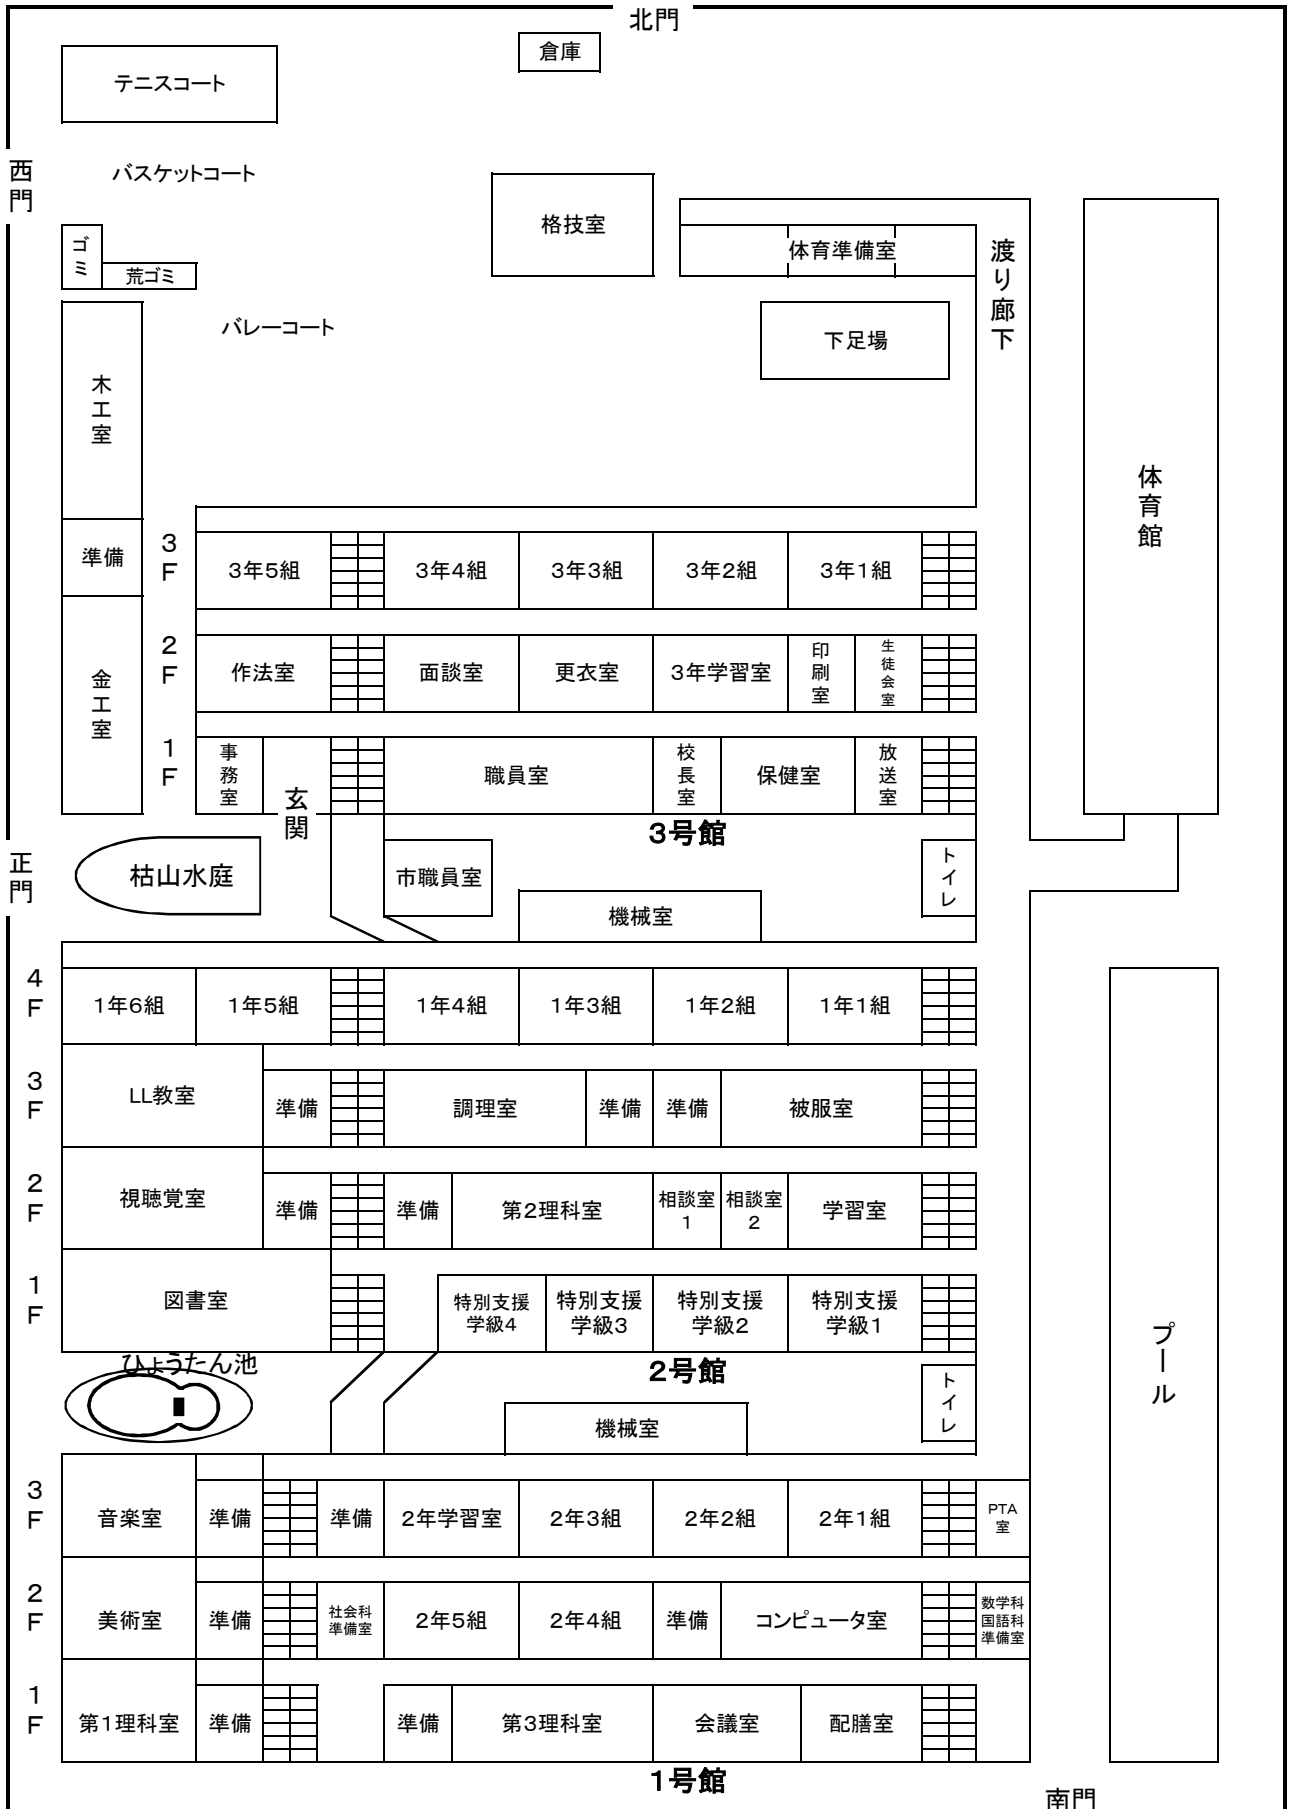 北門
倉庫
テニスコート
西門
バスケットコート
格技室
体育準備室
渡り廊下
ゴミ
荒ゴミ
バレーコート
下足場
木工室
体育館
準備
3F
3年5組
3年4組
3年3組
3年2組
3年1組
金工室
2F
作法室
面談室
更衣室
3年学習室
印刷室
生徒会室
1F
事務室
玄関
職員室
校長室
保健室
放送室
3号館
正門
枯山水庭
市職員室
トイレ
機械室
4F
1年6組
1年5組
1年4組
1年3組
1年2組
1年1組
3F
LL教室
準備
調理室
準備
準備
被服室
2F
視聴覚室
準備
準備
第2理科室
相談室
1
相談室
2
学習室
1F
図書室
特別支援
学級4
特別支援
学級3
特別支援
学級2
特別支援
学級1
プール
ひょうたん池
2号館
トイレ
機械室
3F
音楽室
準備
準備
2年学習室
2年3組
2年2組
2年1組
PTA
室
2F
美術室
準備
社会科
準備室
2年5組
2年4組
準備
コンピュータ室
数学科
国語科
準備室
1F
第1理科室
準備
準備
第3理科室
会議室
配膳室
1号館
南門